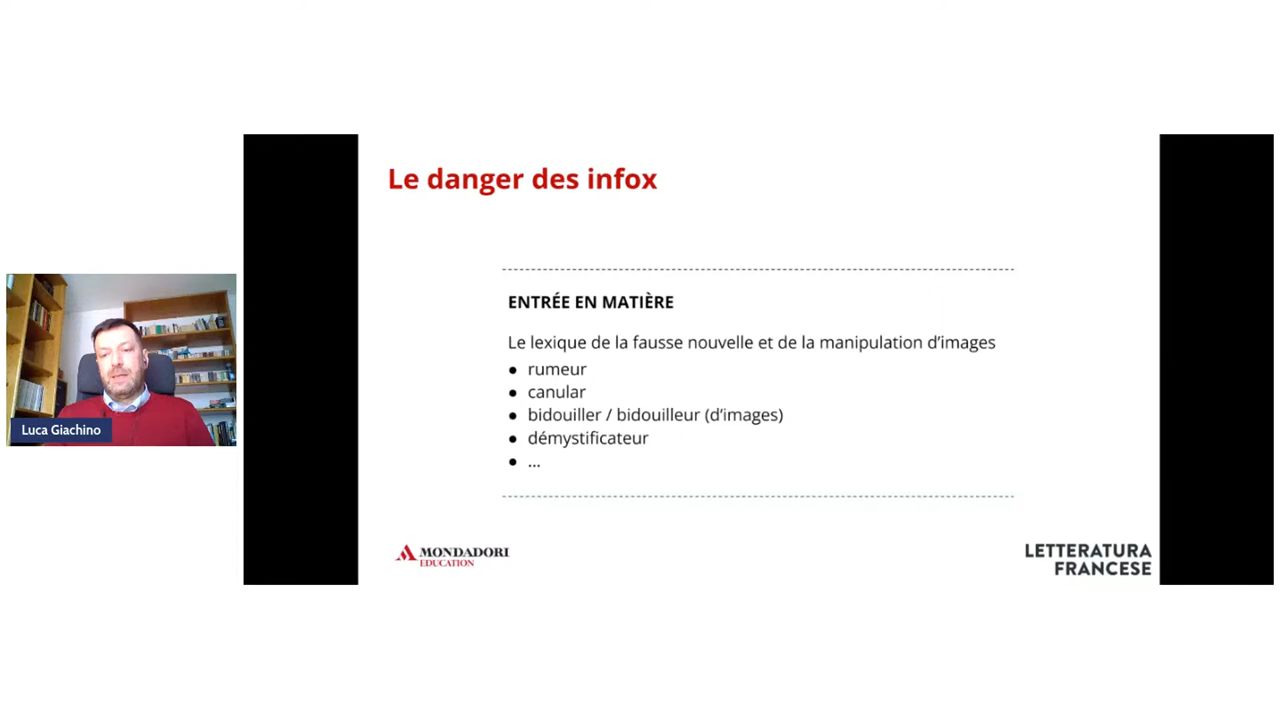 Le danger des infox
ENTRÉE EN MATIÈRE
Le lexique de la fausse nouvelle et de la manipulation d’images
● rumeur
● canular
● bidouiller / bidouilleur (d’images)
● démystificateur
● ...
Luca Giachino
MONDADORI
EDUCATION
LETTERATURA
FRANCESE